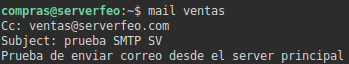 compras@serverfeo:~$ mail ventas
Cc: ventas@serverfeo.com
Subject: prueba SMTP SV
Prueba de enviar correo desde el server principal